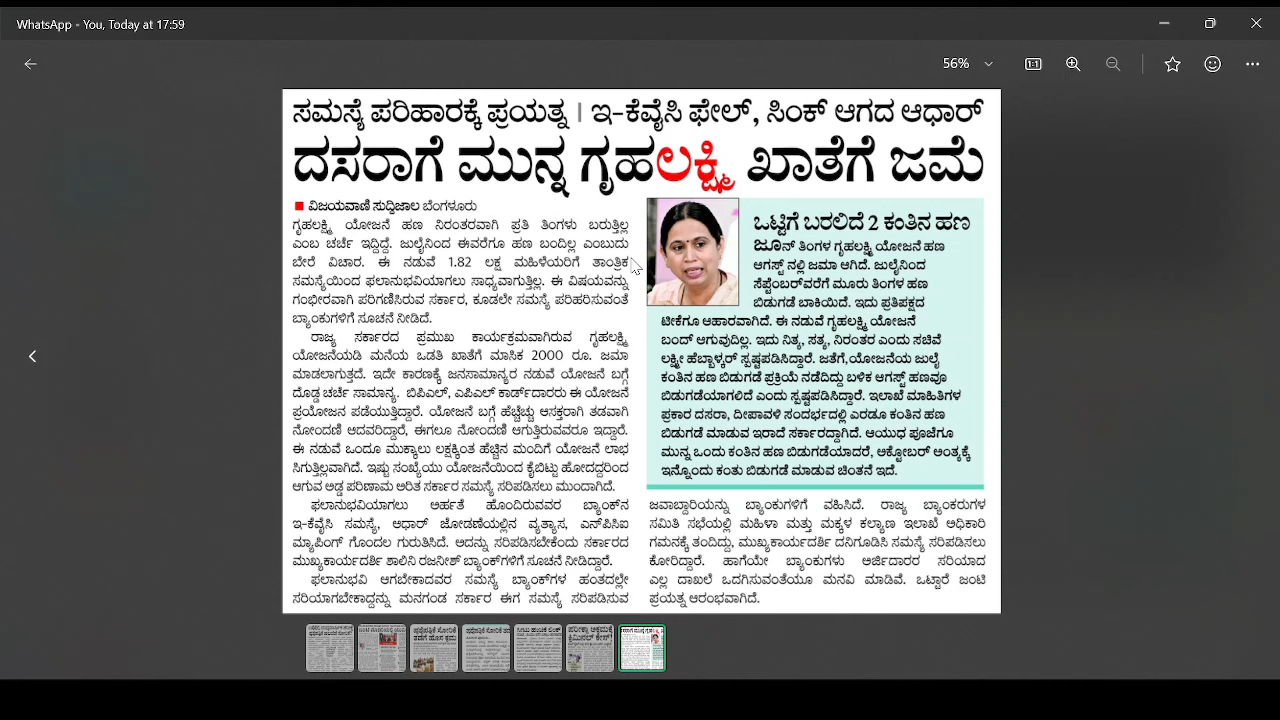 WhatsApp - You, Today at 17:59
56%
1:1
ಸಮಸ್ಯೆ ಪರಿಹಾರಕ್ಕೆ ಪ್ರಯತ್ನ | ಇ-ಕೆವೈಸಿ ಫೇಲ್, ಸಿಂಕ್ ಆಗದ ಆಧಾರ್
ದಸರಾಗೆ ಮುನ್ನ ಗೃಹಲಕ್ಷ್ಮಿ ಖಾತೆಗೆ ಜಮೆ
ವಿಜಯವಾಣಿ ಸುದ್ದಿಜಾಲ ಬೆಂಗಳೂರು
ಗೃಹಲಕ್ಷ್ಮಿ ಯೋಜನೆ ಹಣ ನಿರಂತರವಾಗಿ ಪ್ರತಿ ತಿಂಗಳು ಬರುತ್ತಿಲ್ಲ
ಎಂಬ ಚರ್ಚೆ ಇದ್ದಿದ್ದೆ. ಜುಲೈನಿಂದ ಈವರೆಗೂ ಹಣ ಬಂದಿಲ್ಲ ಎಂಬುದು
ಬೇರೆ ವಿಚಾರ. ಈ ನಡುವೆ 1.82 ಲಕ್ಷ ಮಹಿಳೆಯರಿಗೆ ತಾಂತ್ರಿಕ
ಸಮಸ್ಯೆಯಿಂದ ಫಲಾನುಭವಿಯಾಗಲು ಸಾಧ್ಯವಾಗುತ್ತಿಲ್ಲ. ಈ ವಿಷಯವನ್ನು
ಗಂಭೀರವಾಗಿ ಪರಿಗಣಿಸಿರುವ ಸರ್ಕಾರ, ಕೂಡಲೇ ಸಮಸ್ಯೆ ಪರಿಹರಿಸುವಂತೆ
ಬ್ಯಾಂಕುಗಳಿಗೆ ಸೂಚನೆ ನೀಡಿದೆ.
ರಾಜ್ಯ ಸರ್ಕಾರದ ಪ್ರಮುಖ ಕಾರ್ಯಕ್ರಮವಾಗಿರುವ ಗೃಹಲಕ್ಷ್ಮಿ
ಯೋಜನೆಯಡಿ ಮನೆಯ ಒಡತಿ ಖಾತೆಗೆ ಮಾಸಿಕ 2000 ರೂ. ಜಮಾ
ಮಾಡಲಾಗುತ್ತದೆ. ಇದೇ ಕಾರಣಕ್ಕೆ ಜನಸಾಮಾನ್ಯರ ನಡುವೆ ಯೋಜನೆ ಬಗ್ಗೆ
ದೊಡ್ಡ ಚರ್ಚೆ ಸಾಮಾನ್ಯ. ಬಿಪಿಎಲ್, ಎಪಿಎಲ್ ಕಾರ್ಡ್‌ದಾರರು ಈ ಯೋಜನೆ
ಪ್ರಯೋಜನ ಪಡೆಯುತ್ತಿದ್ದಾರೆ. ಯೋಜನೆ ಬಗ್ಗೆ ಹೆಚ್ಚೆಚ್ಚು ಆಸಕ್ತರಾಗಿ ತಡವಾಗಿ
ನೋಂದಣಿ ಆದವರಿದ್ದಾರೆ, ಈಗಲೂ ನೋಂದಣಿ ಆಗುತ್ತಿರುವವರೂ ಇದ್ದಾರೆ.
ಈ ನಡುವೆ ಒಂದೂ ಮುಕ್ಕಾಲು ಲಕ್ಷಕ್ಕಿಂತ ಹೆಚ್ಚಿನ ಮಂದಿಗೆ ಯೋಜನೆ ಲಾಭ
ಸಿಗುತ್ತಿಲ್ಲವಾಗಿದೆ. ಇಷ್ಟು ಸಂಖ್ಯೆಯು ಯೋಜನೆಯಿಂದ ಕೈಬಿಟ್ಟು ಹೋದದ್ದರಿಂದ
ಆಗುವ ಅಡ್ಡ ಪರಿಣಾಮ ಅರಿತ ಸರ್ಕಾರ ಸಮಸ್ಯೆ ಸರಿಪಡಿಸಲು ಮುಂದಾಗಿದೆ.
ಫಲಾನುಭವಿಯಾಗಲು ಅರ್ಹತೆ ಹೊಂದಿರುವವರ ಬ್ಯಾಂಕ್‌ನ
ಇ-ಕೆವೈಸಿ ಸಮಸ್ಯೆ, ಆಧಾರ್ ಜೋಡಣೆಯಲ್ಲಿನ ವ್ಯತ್ಯಾಸ, ಎನ್‌ಪಿಸಿಐ
ಮ್ಯಾಪಿಂಗ್ ಗೊಂದಲ ಗುರುತಿಸಿದೆ. ಅದನ್ನು ಸರಿಪಡಿಸಬೇಕೆಂದು ಸರ್ಕಾರದ
ಮುಖ್ಯಕಾರ್ಯದರ್ಶಿ ಶಾಲಿನಿ ರಜನೀಶ್ ಬ್ಯಾಂಕ್‌ಗಳಿಗೆ ಸೂಚನೆ ನೀಡಿದ್ದಾರೆ.
ಫಲಾನುಭವಿ ಆಗಬೇಕಾದವರ ಸಮಸ್ಯೆ ಬ್ಯಾಂಕ್‌ಗಳ ಹಂತದಲ್ಲೇ
ಸರಿಯಾಗಬೇಕಾದ್ದನ್ನು ಮನಗಂಡ ಸರ್ಕಾರ ಈಗ ಸಮಸ್ಯೆ ಸರಿಪಡಿಸುವ
ಒಟ್ಟಿಗೆ ಬರಲಿದೆ 2 ಕಂತಿನ ಹಣ
ಜೂನ್ ತಿಂಗಳ ಗೃಹಲಕ್ಷ್ಮಿ ಯೋಜನೆ ಹಣ
ಆಗಸ್ಟ್ ನಲ್ಲಿ ಜಮಾ ಆಗಿದೆ. ಜುಲೈನಿಂದ
ಸೆಪ್ಟೆಂಬರ್‌ವರೆಗೆ ಮೂರು ತಿಂಗಳ ಹಣ
ಬಿಡುಗಡೆ ಬಾಕಿಯಿದೆ. ಇದು ಪ್ರತಿಪಕ್ಷದ
ಟೀಕೆಗೂ ಆಹಾರವಾಗಿದೆ. ಈ ನಡುವೆ ಗೃಹಲಕ್ಷ್ಮಿ ಯೋಜನೆ
ಬಂದ್ ಆಗುವುದಿಲ್ಲ. ಇದು ನಿತ್ಯ, ಸತ್ಯ, ನಿರಂತರ ಎಂದು ಸಚಿವೆ
ಲಕ್ಷ್ಮೀ ಹೆಬ್ಬಾಳ್ಕರ್ ಸ್ಪಷ್ಟಪಡಿಸಿದ್ದಾರೆ. ಜತೆಗೆ,ಯೋಜನೆಯ ಜುಲೈ
ಕಂತಿನ ಹಣ ಬಿಡುಗಡೆ ಪ್ರಕ್ರಿಯೆ ನಡೆದಿದ್ದು ಬಳಿಕ ಆಗಸ್ಟ್ ಹಣವೂ
ಬಿಡುಗಡೆಯಾಗಲಿದೆ ಎಂದು ಸ್ಪಷ್ಟಪಡಿಸಿದ್ದಾರೆ. ಇಲಾಖೆ ಮಾಹಿತಿಗಳ
ಪ್ರಕಾರ ದಸರಾ, ದೀಪಾವಳಿ ಸಂದರ್ಭದಲ್ಲಿ ಎರಡೂ ಕಂತಿನ ಹಣ
ಬಿಡುಗಡೆ ಮಾಡುವ ಇರಾದೆ ಸರ್ಕಾರದ್ದಾಗಿದೆ. ಆಯುಧ ಪೂಜೆಗೂ
ಮುನ್ನ ಒಂದು ಕಂತಿನ ಹಣ ಬಿಡುಗಡೆಯಾದರೆ, ಅಕ್ಟೋಬರ್ ಅಂತ್ಯಕ್ಕೆ
ಇನ್ನೊಂದು ಕಂತು ಬಿಡುಗಡೆ ಮಾಡುವ ಚಿಂತನೆ ಇದೆ.
ಜವಾಬ್ದಾರಿಯನ್ನು ಬ್ಯಾಂಕುಗಳಿಗೆ ವಹಿಸಿದೆ. ರಾಜ್ಯ ಬ್ಯಾಂಕರುಗಳ
ಸಮಿತಿ ಸಭೆಯಲ್ಲಿ ಮಹಿಳಾ ಮತ್ತು ಮಕ್ಕಳ ಕಲ್ಯಾಣ ಇಲಾಖೆ ಅಧಿಕಾರಿ
ಗಮನಕ್ಕೆ ತಂದಿದ್ದು, ಮುಖ್ಯಕಾರ್ಯದರ್ಶಿ ದನಿಗೂಡಿಸಿ ಸಮಸ್ಯೆ ಸರಿಪಡಿಸಲು
ಕೋರಿದ್ದಾರೆ. ಹಾಗೆಯೇ ಬ್ಯಾಂಕುಗಳು ಅರ್ಜಿದಾರರ ಸರಿಯಾದ
ಎಲ್ಲ ದಾಖಲೆ ಒದಗಿಸುವಂತೆಯೂ ಮನವಿ ಮಾಡಿವೆ. ಒಟ್ಟಾರೆ ಜಂಟಿ
ಪ್ರಯತ್ನ ಆರಂಭವಾಗಿದೆ.